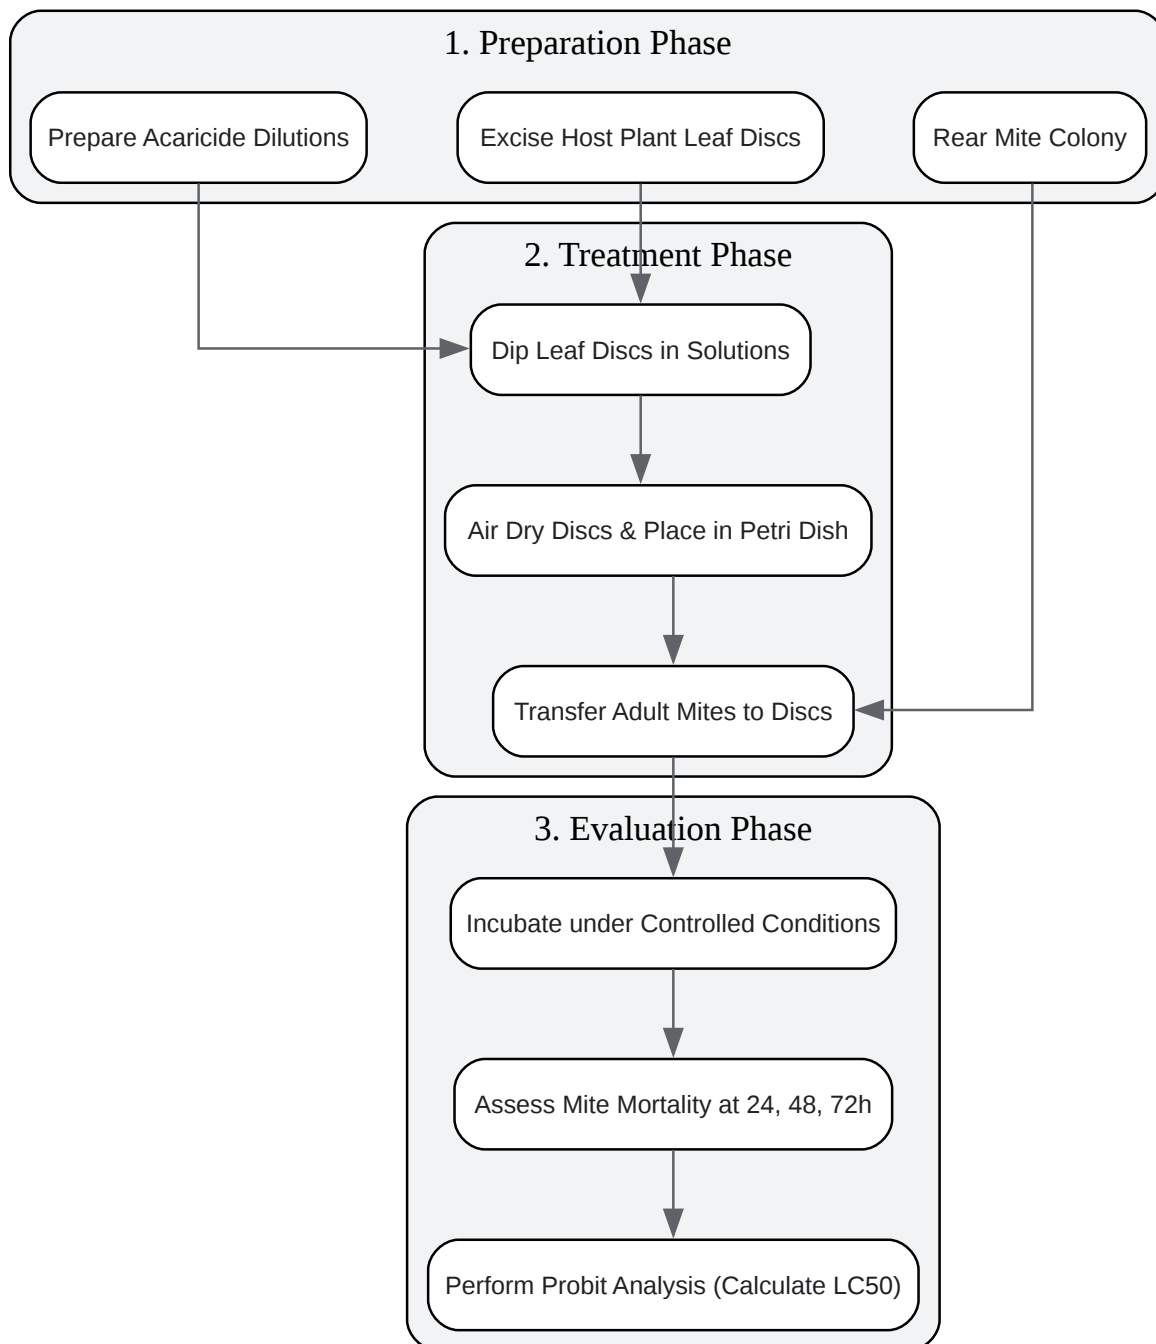 1. Preparation Phase
Prepare Acaricide Dilutions
Excise Host Plant Leaf Discs
Rear Mite Colony
2. Treatment Phase
Dip Leaf Discs in Solutions
Air Dry Discs & Place in Petri Dish
Transfer Adult Mites to Discs
3. Evaluation Phase
Incubate under Controlled Conditions
Assess Mite Mortality at 24, 48, 72h
Perform Probit Analysis (Calculate LC50)